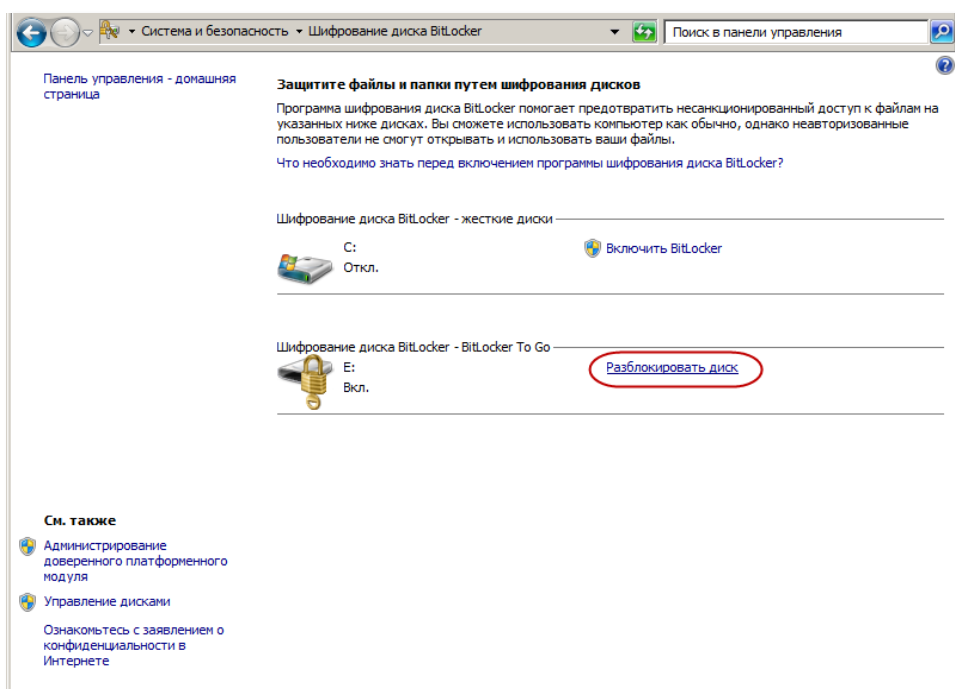 Система и безопасность
Шифрование диска BitLocker
Поиск в панели управления
Панель управления - домашняя
страница
Защитите файлы и папки путем шифрования дисков
Программа шифрования диска BitLocker помогает предотвратить несанкционированный доступ к файлам на
указанных ниже дисках. Вы сможете использовать компьютер как обычно, однако неавторизованные
пользователи не смогут открывать и использовать ваши файлы.
Что необходимо знать перед включением программы шифрования диска BitLocker?
Шифрование диска BitLocker - жесткие диски
C:
Откл.
Включить BitLocker
Шифрование диска BitLocker - BitLocker To Go
E:
Вкл.
Разблокировать диск
См. также
Администрирование
доверенного платформенного
модуля
Управление дисками
Ознакомьтесь с заявлением о
конфиденциальности в
Интернете